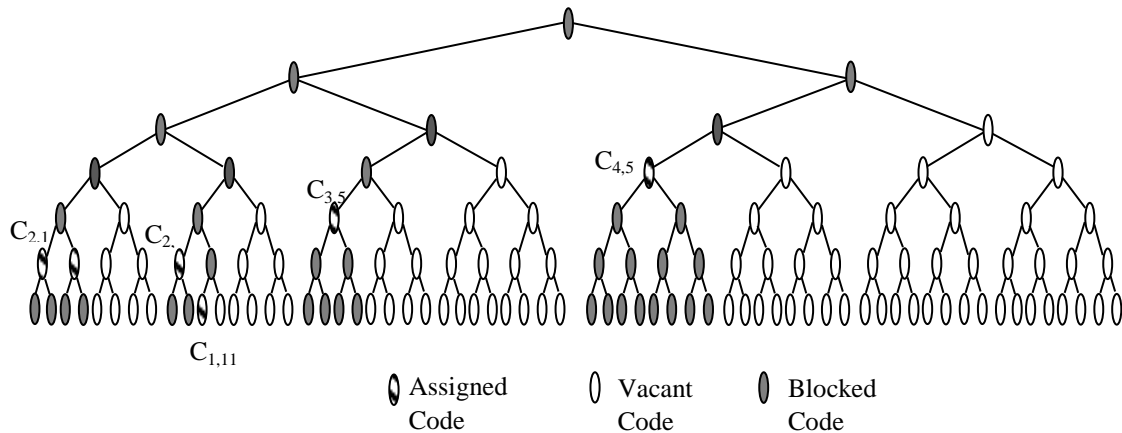 C4,5
C3,5
C2,1
C2,
C1,11
Assigned Code
Vacant Code
Blocked Code